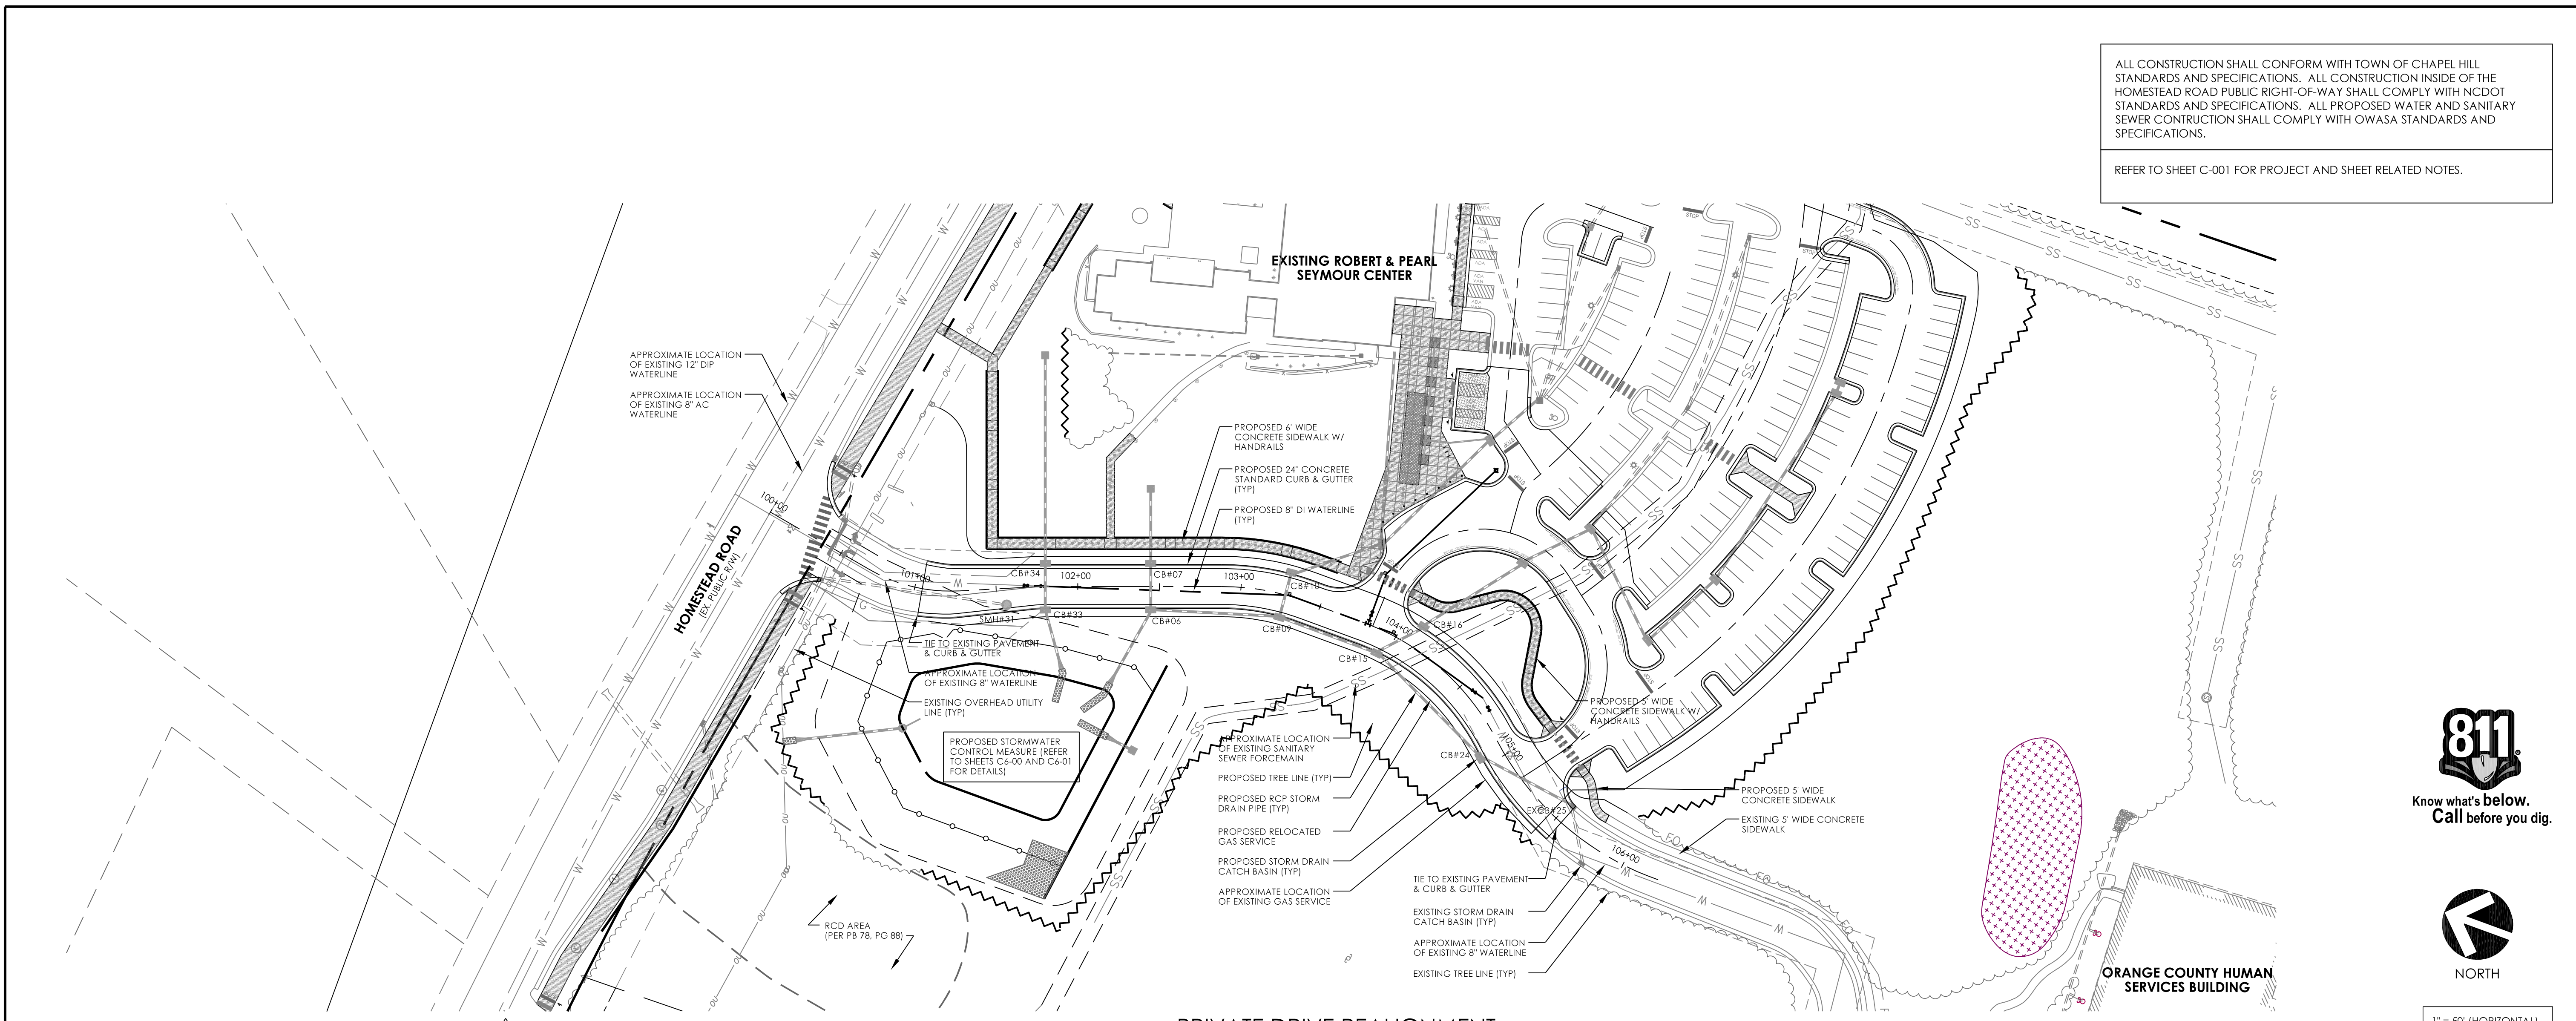 ALL CONSTRUCTION SHALL CONFORM WITH TOWN OF CHAPEL HILL
STANDARDS AND SPECIFICATIONS. ALL CONSTRUCTION INSIDE OF THE
HOMESTEAD ROAD PUBLIC RIGHT-OF-WAY SHALL COMPLY WITH NCDOT
STANDARDS AND SPECIFICATIONS. ALL PROPOSED WATER AND SANITARY
SEWER CONTRUCTION SHALL COMPLY WITH OWASA STANDARDS AND
SPECIFICATIONS.
REFER TO SHEET C-001 FOR PROJECT AND SHEET RELATED NOTES.
EXISTING ROBERT & PEARL
SEYMOUR CENTER
APPROXIMATE LOCATION
OF EXISTING 12" DIP
WATERLINE
APPROXIMATE LOCATION
OF EXISTING 8" AC
WATERLINE
PROPOSED 6' WIDE
CONCRETE SIDEWALK W/
HANDRAILS
PROPOSED 24" CONCRETE
STANDARD CURB & GUTTER
(TYP)
PROPOSED 8" DI WATERLINE
(TYP)
HOMESTEAD ROAD
(EX. PUBLIC R/W)
100+00
101+00
102+00
103+00
104+00
105+00
106+00
CB#34
CB#07
CB#10
SMH#31
CB#33
CB#06
CB#09
CB#16
CB#15
CB#24
EXCB#25
TIE TO EXISTING PAVEMENT
& CURB & GUTTER
APPROXIMATE LOCATION
OF EXISTING 8" WATERLINE
EXISTING OVERHEAD UTILITY
LINE (TYP)
PROPOSED STORMWATER
CONTROL MEASURE (REFER
TO SHEETS C6-00 AND C6-01
FOR DETAILS)
RCD AREA
(PER PB 78, PG 88)
APPROXIMATE LOCATION
OF EXISTING SANITARY
SEWER FORCEMAIN
PROPOSED TREE LINE (TYP)
PROPOSED RCP STORM
DRAIN PIPE (TYP)
PROPOSED RELOCATED
GAS SERVICE
PROPOSED STORM DRAIN
CATCH BASIN (TYP)
APPROXIMATE LOCATION
OF EXISTING GAS SERVICE
PROPOSED 5' WIDE
CONCRETE SIDEWALK W/
HANDRAILS
PROPOSED 5' WIDE
CONCRETE SIDEWALK
EXISTING 5' WIDE CONCRETE
SIDEWALK
TIE TO EXISTING PAVEMENT
& CURB & GUTTER
EXISTING STORM DRAIN
CATCH BASIN (TYP)
APPROXIMATE LOCATION
OF EXISTING 8" WATERLINE
EXISTING TREE LINE (TYP)
ORANGE COUNTY HUMAN
SERVICES BUILDING
811
Know what's below.
Call before you dig.
NORTH
PRIVATE DRIVE REALIGNMENT
1" = 50' (HORIZONTAL)